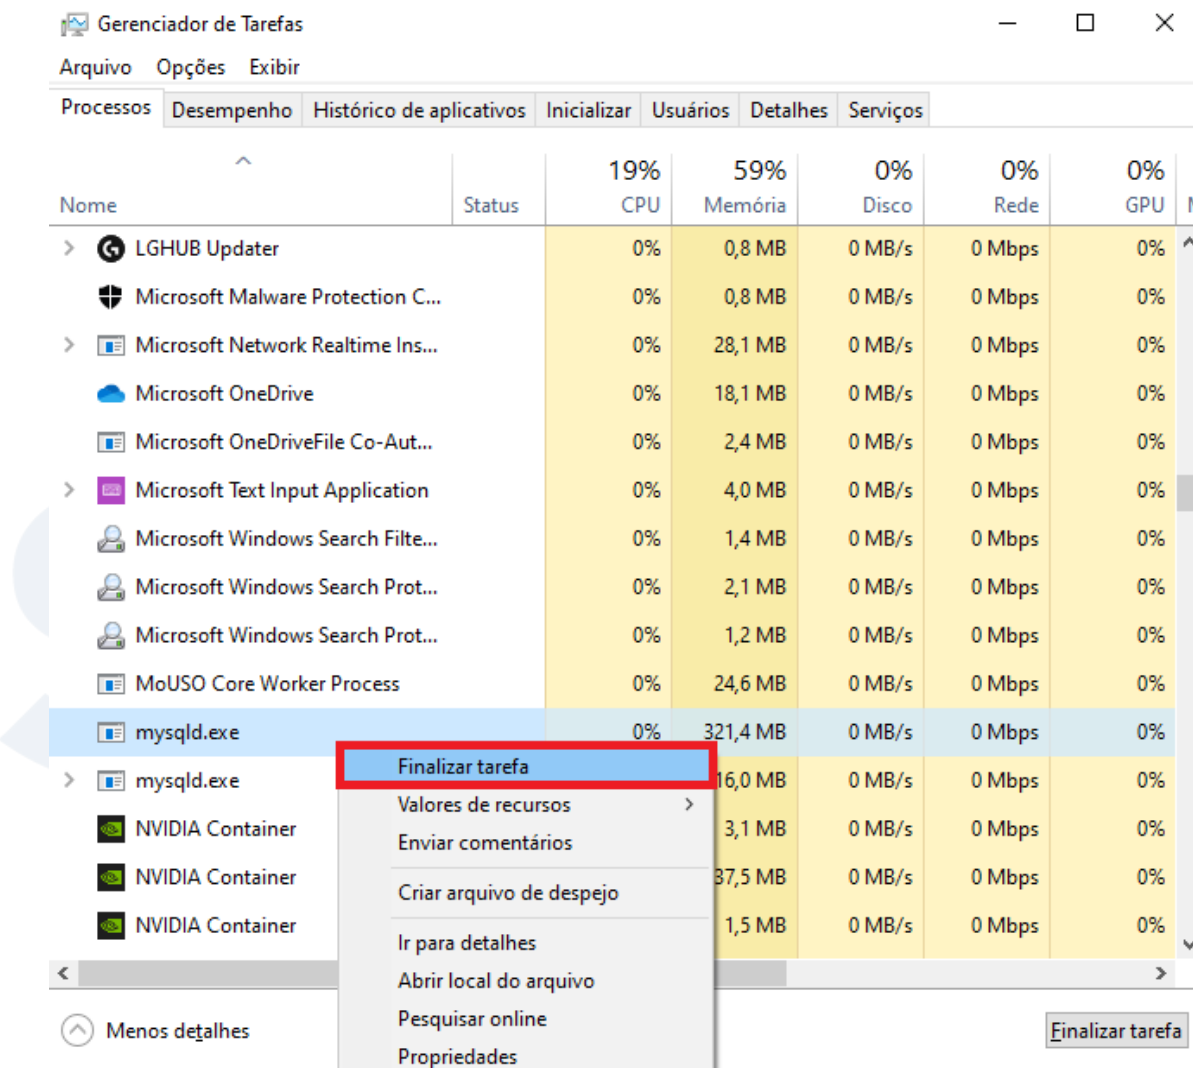 Gerenciador de Tarefas
Arquivo Opções Exibir
Processos Desempenho Histórico de aplicativos Inicializar Usuários Detalhes Serviços
19% 59% 0% 0% 0%
Nome Status CPU Memória Disco Rede GPU
LGHUB Updater 0% 0,8 MB 0 MB/s 0 Mbps 0%
Microsoft Malware Protection C... 0% 0,8 MB 0 MB/s 0 Mbps 0%
Microsoft Network Realtime Ins... 0% 28,1 MB 0 MB/s 0 Mbps 0%
Microsoft OneDrive 0% 18,1 MB 0 MB/s 0 Mbps 0%
Microsoft OneDriveFile Co-Aut... 0% 2,4 MB 0 MB/s 0 Mbps 0%
Microsoft Text Input Application 0% 4,0 MB 0 MB/s 0 Mbps 0%
Microsoft Windows Search Filte... 0% 1,4 MB 0 MB/s 0 Mbps 0%
Microsoft Windows Search Prot... 0% 2,1 MB 0 MB/s 0 Mbps 0%
Microsoft Windows Search Prot... 0% 1,2 MB 0 MB/s 0 Mbps 0%
MoUSO Core Worker Process 0% 24,6 MB 0 MB/s 0 Mbps 0%
mysqld.exe 0% 321,4 MB 0 MB/s 0 Mbps 0%
mysqld.exe 16,0 MB 0 MB/s 0 Mbps 0%
NVIDIA Container 3,1 MB 0 MB/s 0 Mbps 0%
NVIDIA Container 37,5 MB 0 MB/s 0 Mbps 0%
NVIDIA Container 1,5 MB 0 MB/s 0 Mbps 0%
Finalizar tarefa
Valores de recursos
Enviar comentários
Criar arquivo de despejo
Ir para detalhes
Abrir local do arquivo
Pesquisar online
Propriedades
Menos detalhes
Finalizar tarefa